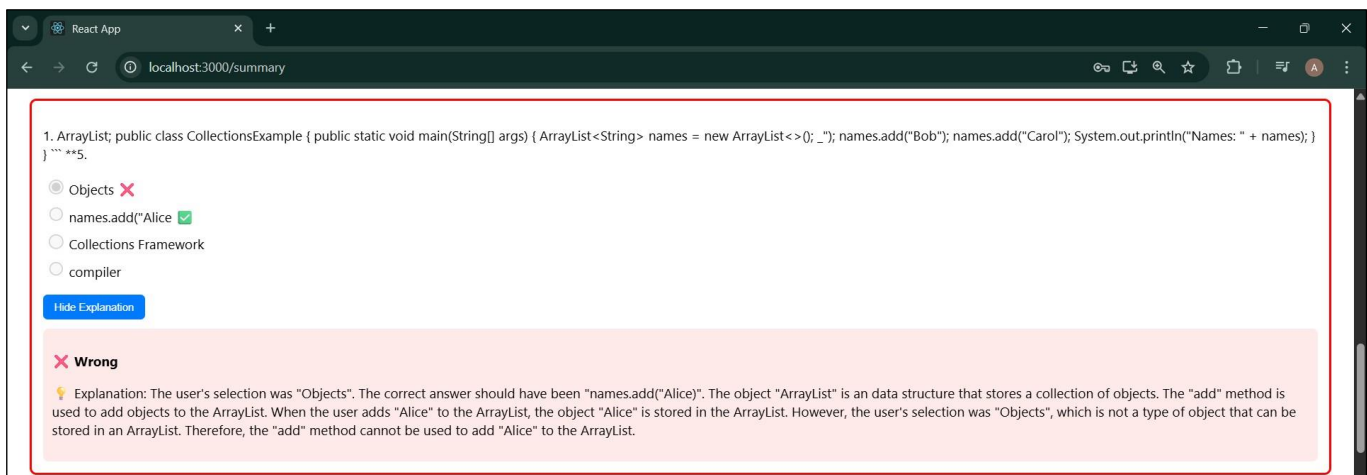 React App
localhost:3000/summary
A
1. ArrayList; public class CollectionsExample { public static void main(String[] args) { ArrayList<String> names = new ArrayList<>(); _"); names.add("Bob"); names.add("Carol"); System.out.println("Names: " + names); }
} ``` **5.
Objects ❌
names.add("Alice ✅
Collections Framework
compiler
Hide Explanation
❌ Wrong
💡 Explanation: The user's selection was "Objects". The correct answer should have been "names.add("Alice)". The object "ArrayList" is an data structure that stores a collection of objects. The "add" method is
used to add objects to the ArrayList. When the user adds "Alice" to the ArrayList, the object "Alice" is stored in the ArrayList. However, the user's selection was "Objects", which is not a type of object that can be
stored in an ArrayList. Therefore, the "add" method cannot be used to add "Alice" to the ArrayList.